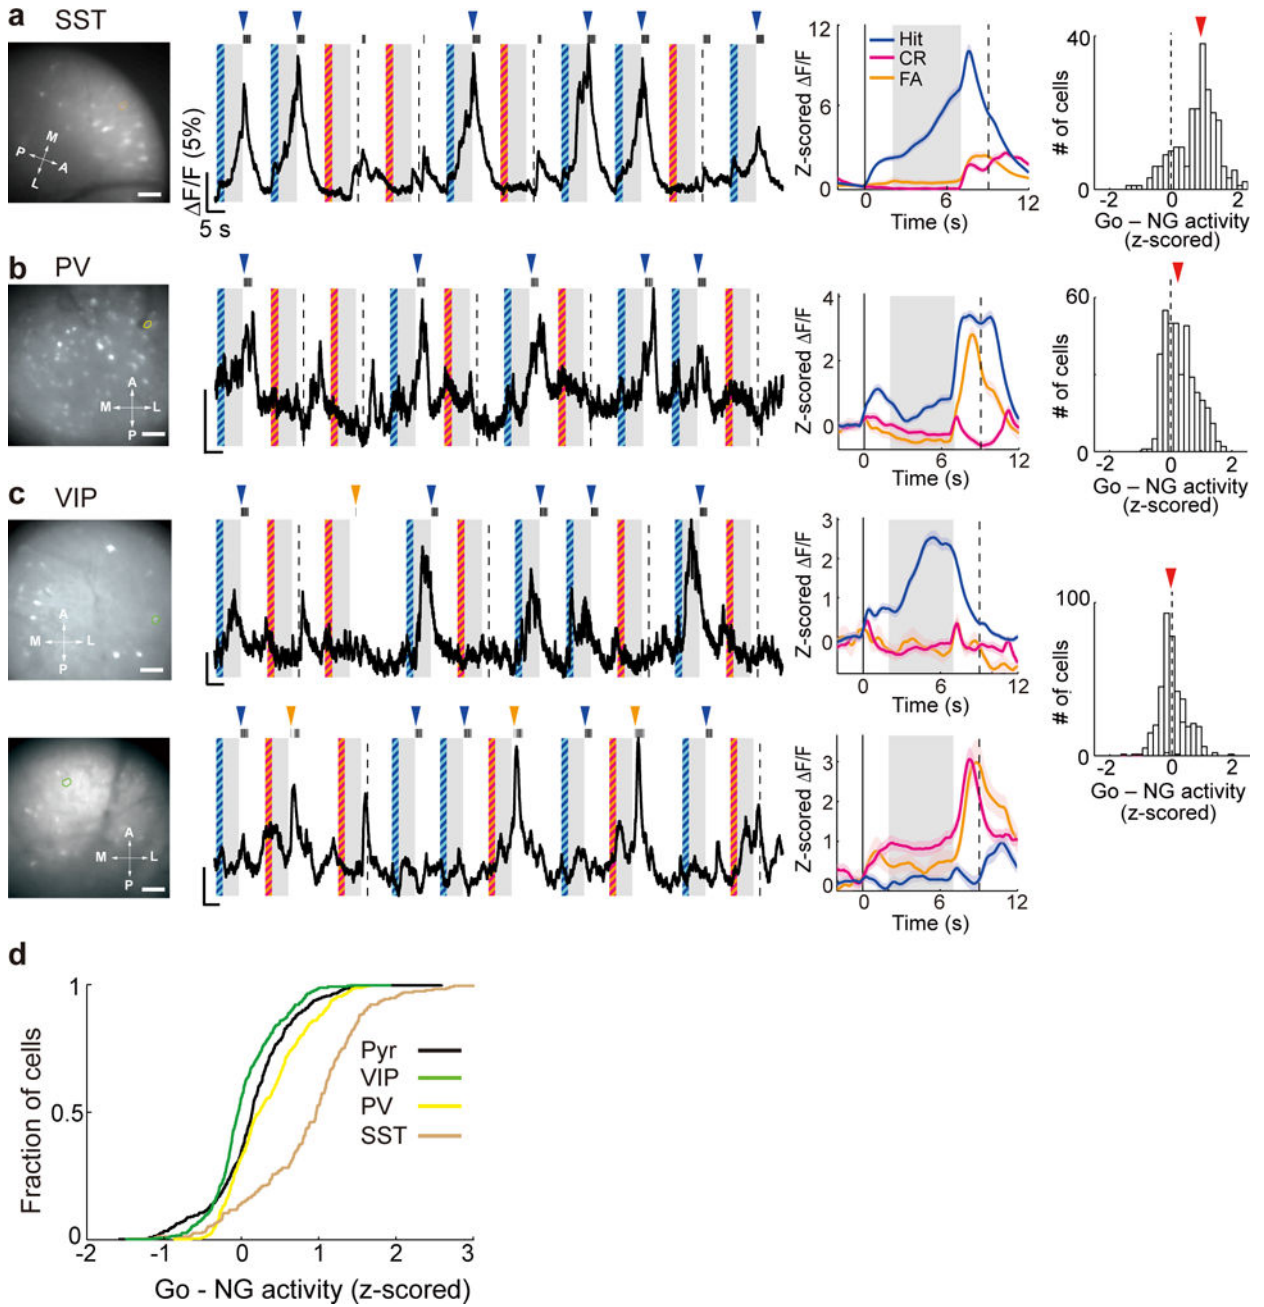 a SST
M
P
A
L
ΔF/F (5%)
5 s
12
6
0
Z-scored ΔF/F
Hit
CR
FA
0 6 12
Time (s)
40
0
# of cells
-2 0 2
Go – NG activity
(z-scored)
b PV
A
M L
P
4
2
0
Z-scored ΔF/F
0 6 12
Time (s)
60
0
# of cells
-2 0 2
Go – NG activity
(z-scored)
c VIP
A
M L
P
3
2
1
0
Z-scored ΔF/F
0 6 12
Time (s)
100
0
# of cells
-2 0 2
Go – NG activity
(z-scored)
A
M L
P
3
2
1
0
Z-scored ΔF/F
0 6 12
Time (s)
d
1
0.5
0
Fraction of cells
Pyr
VIP
PV
SST
-2 -1 0 1 2 3
Go - NG activity (z-scored)